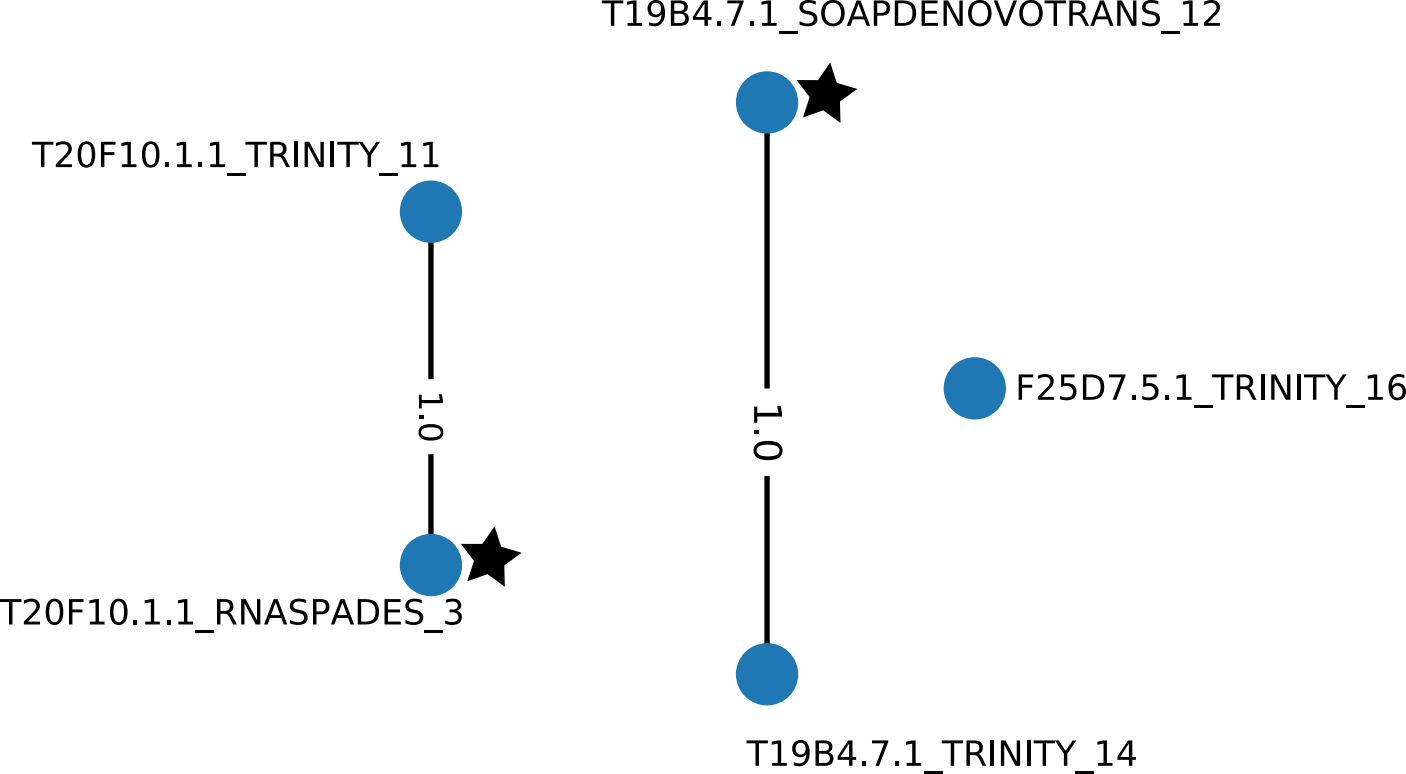 T19B4.7.1_SOAPDENOVOTRANS_12
T20F10.1.1_TRINITY_11
1.0
1.0
F25D7.5.1_TRINITY_16
T20F10.1.1_RNASPADES_3
T19B4.7.1_TRINITY_14